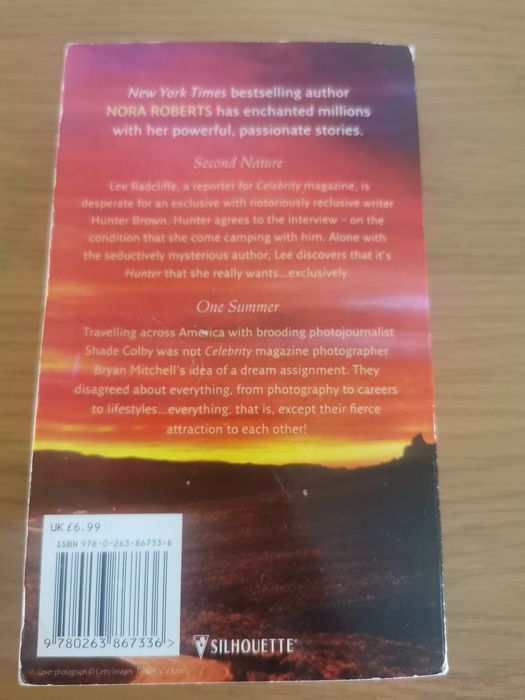 New York Times bestselling author
NORA ROBERTS has enchanted millions
with her powerful, passionate stories.
Second Nature
Lee Radcliffe, a reporter for Celebrity magazine, is
desperate for an exclusive with notoriously reclusive writer
Hunter Brown. Hunter agrees to the interview – on the
condition that she come camping with him. Alone with
the seductively mysterious author, Lee discovers that it's
Hunter that she really wants...exclusively.
One Summer
Travelling across America with brooding photojournalist
Shade Colby was not Celebrity magazine photographer
Bryan Mitchell's idea of a dream assignment. They
disagreed about everything, from photography to careers
to lifestyles...everything, that is, except their fierce
attraction to each other!
UK £6.99
ISBN 978-0-263-86733-6
9 780263 867336 >
SILHOUETTE®
Cover photograph © Getty Images